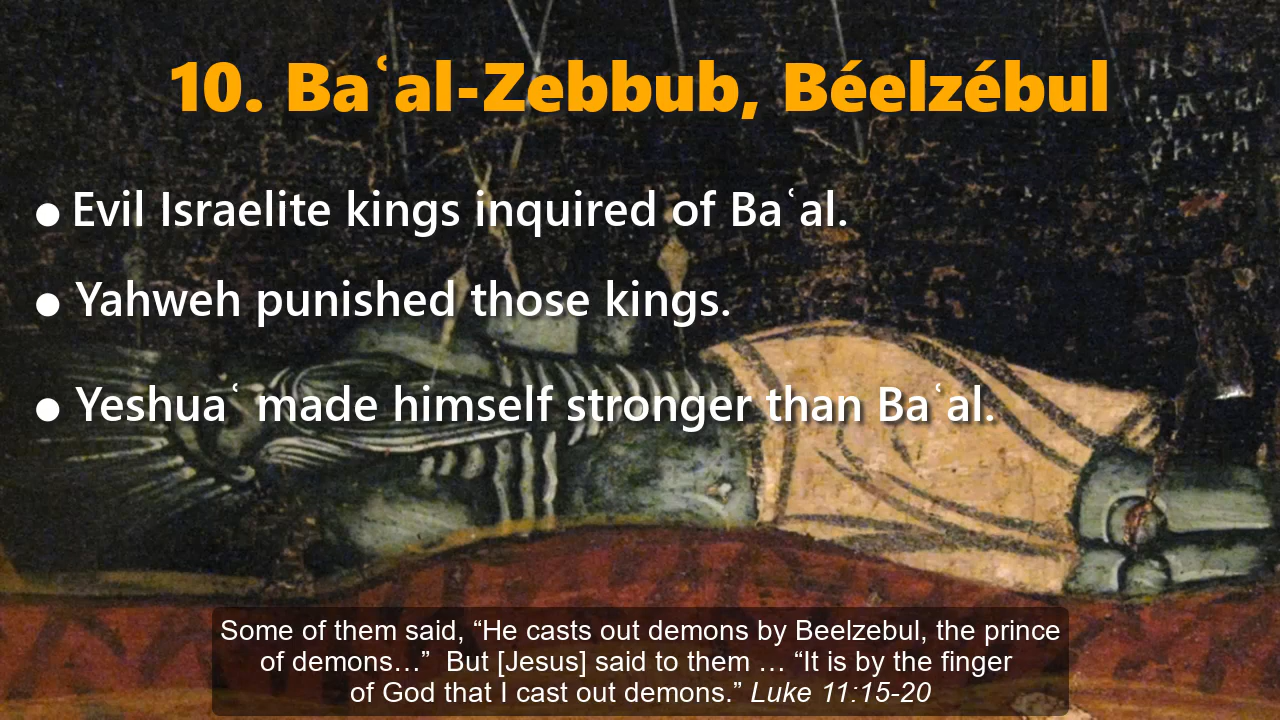 10. Baʿal-Zebbub, Béelzébul
● Evil Israelite kings inquired of Baʿal.
● Yahweh punished those kings.
● Yeshuaʿ made himself stronger than Baʿal.
Some of them said, “He casts out demons by Beelzebul, the prince
of demons…”  But [Jesus] said to them … “It is by the finger
of God that I cast out demons.” Luke 11:15-20